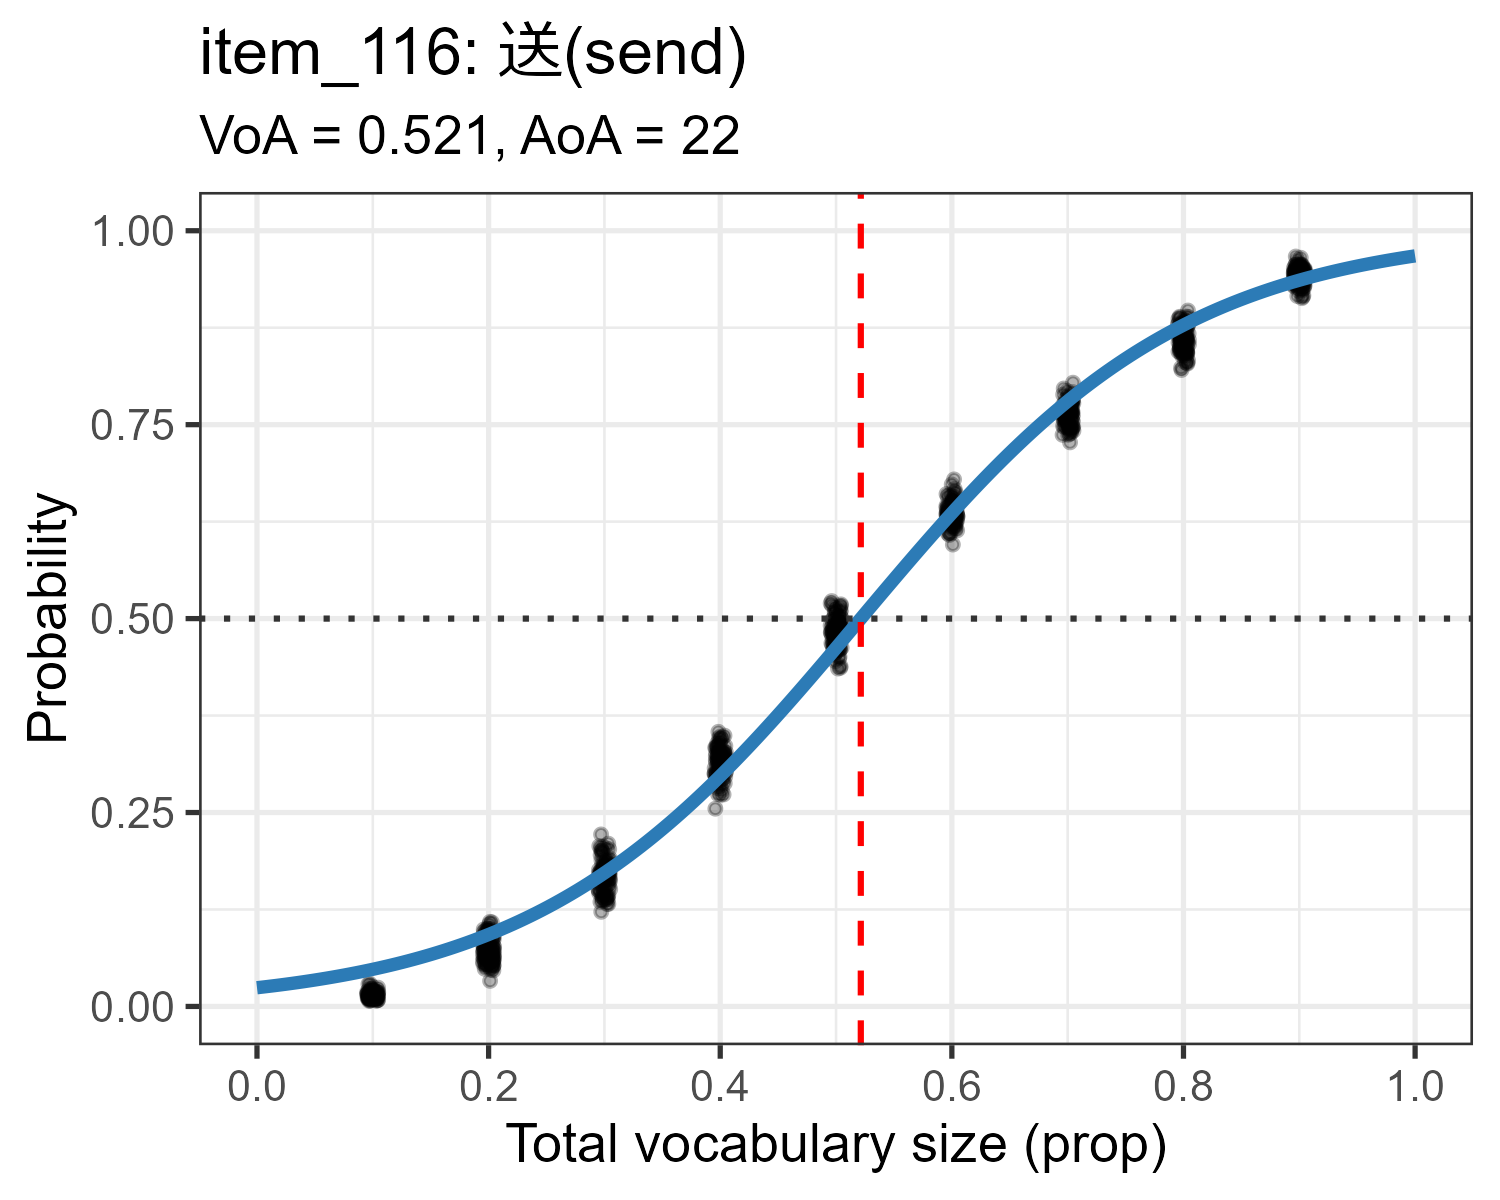 item_116: 送(send)
VoA = 0.521, AoA = 22
1.00
0.75
0.50
0.25
0.00
Probability
0.0 0.2 0.4 0.6 0.8 1.0
Total vocabulary size (prop)